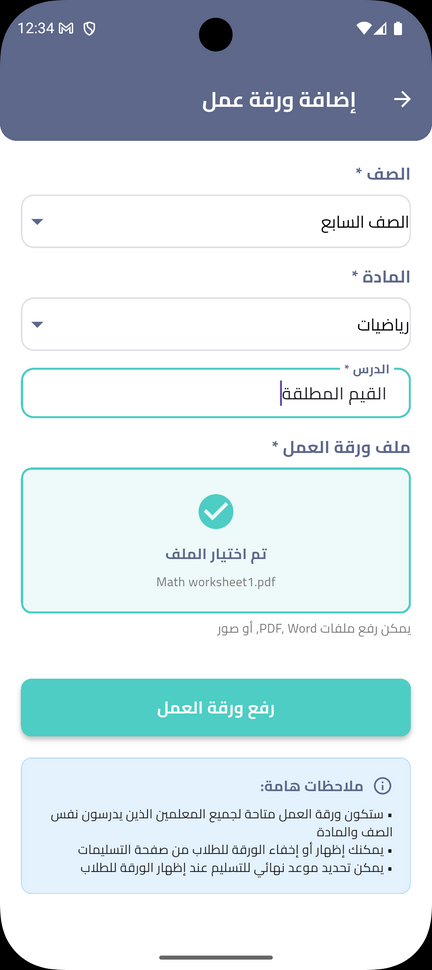 12:34
إضافة ورقة عمل
الصف *
الصف السابع
المادة *
رياضيات
الدرس *
القيم المطلقة
ملف ورقة العمل *
تم اختيار الملف
Math worksheet1.pdf
يمكن رفع ملفات PDF, Word, أو صور
رفع ورقة العمل
ملاحظات هامة:
• ستكون ورقة العمل متاحة لجميع المعلمين الذين يدرسون نفس
الصف والمادة
• يمكنك إظهار أو إخفاء الورقة للطلاب من صفحة التسليمات
• يمكن تحديد موعد نهائي للتسليم عند إظهار الورقة للطلاب